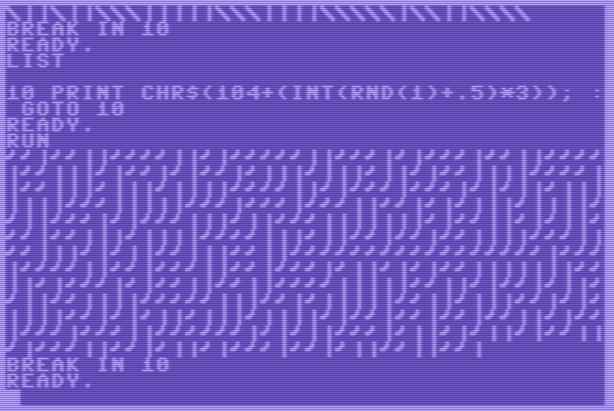 BREAK IN 10
READY.
LIST
10 PRINT CHR$(104+(INT(RND(1)+.5)*3)); :
GOTO 10
READY.
RUN
BREAK IN 10
READY.